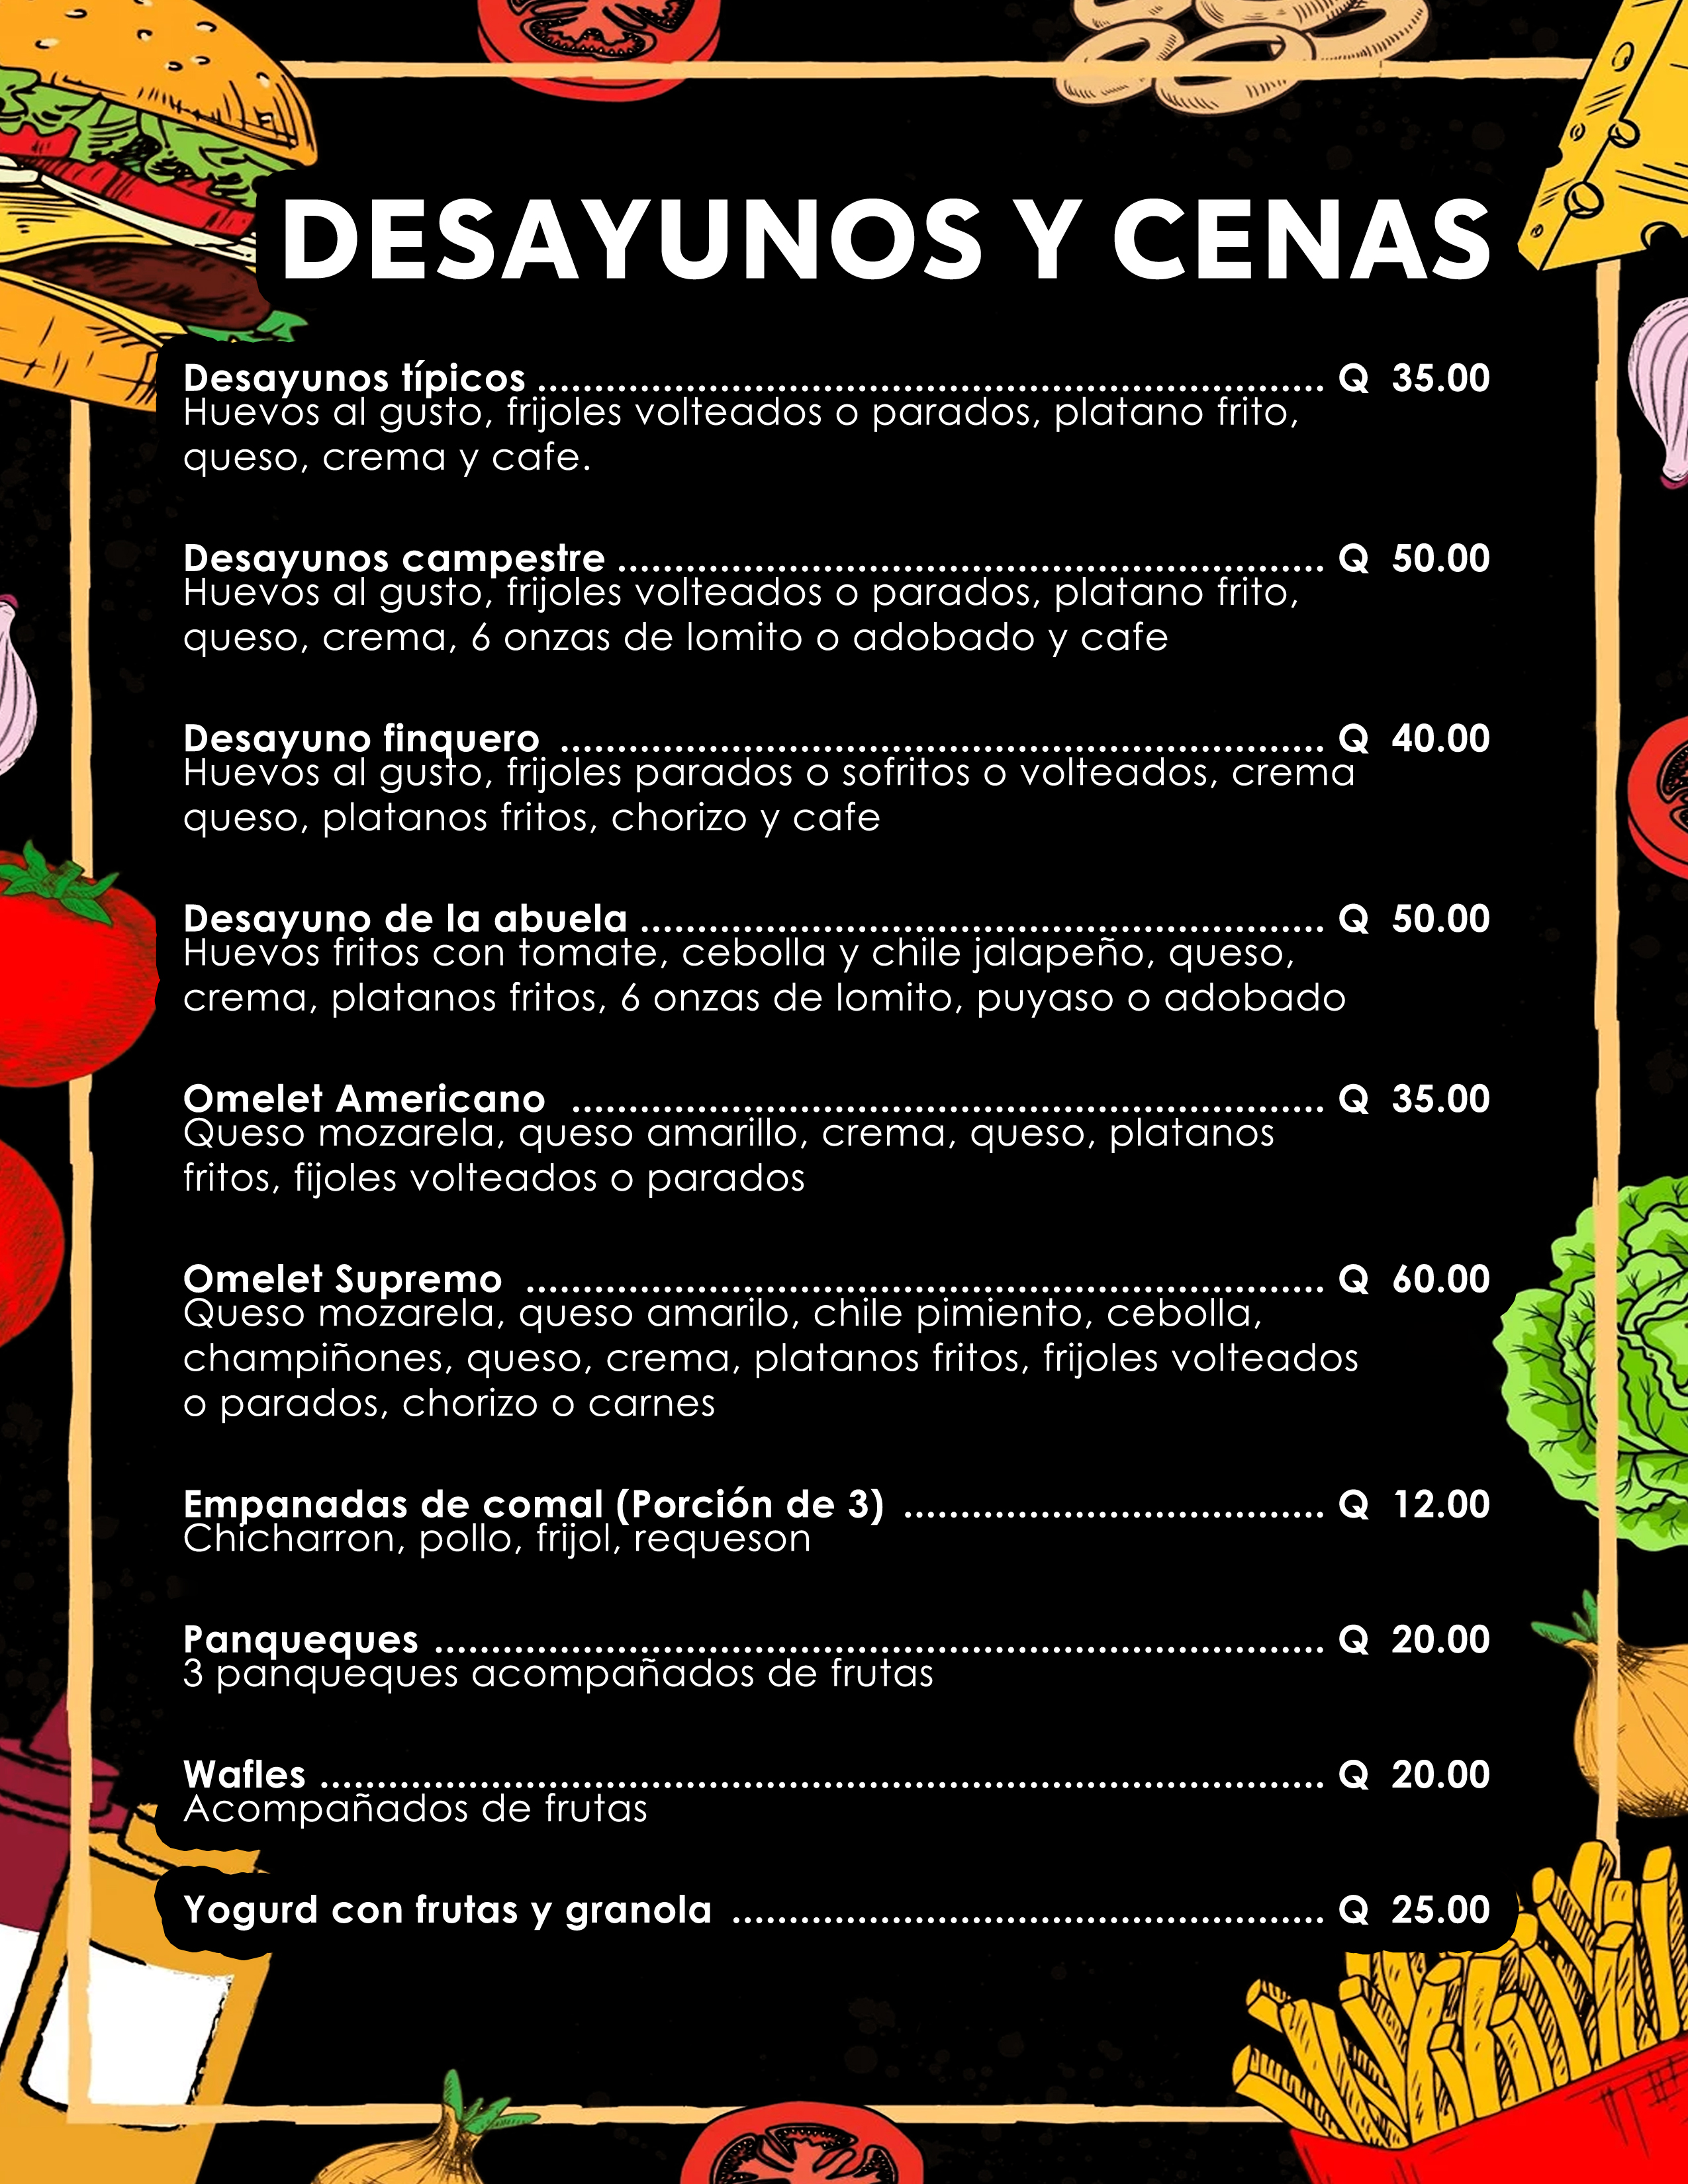 DESAYUNOS Y CENAS
Desayunos típicos ..................................................................... Q 35.00
Huevos al gusto, frijoles volteados o parados, platano frito,
queso, crema y cafe.
Desayunos campestre .............................................................. Q 50.00
Huevos al gusto, frijoles volteados o parados, platano frito,
queso, crema, 6 onzas de lomito o adobado y cafe
Desayuno finquero ................................................................... Q 40.00
Huevos al gusto, frijoles parados o sofritos o volteados, crema
queso, platanos fritos, chorizo y cafe
Desayuno de la abuela ............................................................ Q 50.00
Huevos fritos con tomate, cebolla y chile jalapeño, queso,
crema, platanos fritos, 6 onzas de lomito, puyaso o adobado
Omelet Americano .................................................................. Q 35.00
Queso mozarela, queso amarillo, crema, queso, platanos
fritos, fijoles volteados o parados
Omelet Supremo ...................................................................... Q 60.00
Queso mozarela, queso amarilo, chile pimiento, cebolla,
champiñones, queso, crema, platanos fritos, frijoles volteados
o parados, chorizo o carnes
Empanadas de comal (Porción de 3) ..................................... Q 12.00
Chicharron, pollo, frijol, requeson
Panqueques .............................................................................. Q 20.00
3 panqueques acompañados de frutas
Wafles ........................................................................................ Q 20.00
Acompañados de frutas
Yogurd con frutas y granola .................................................... Q 25.00